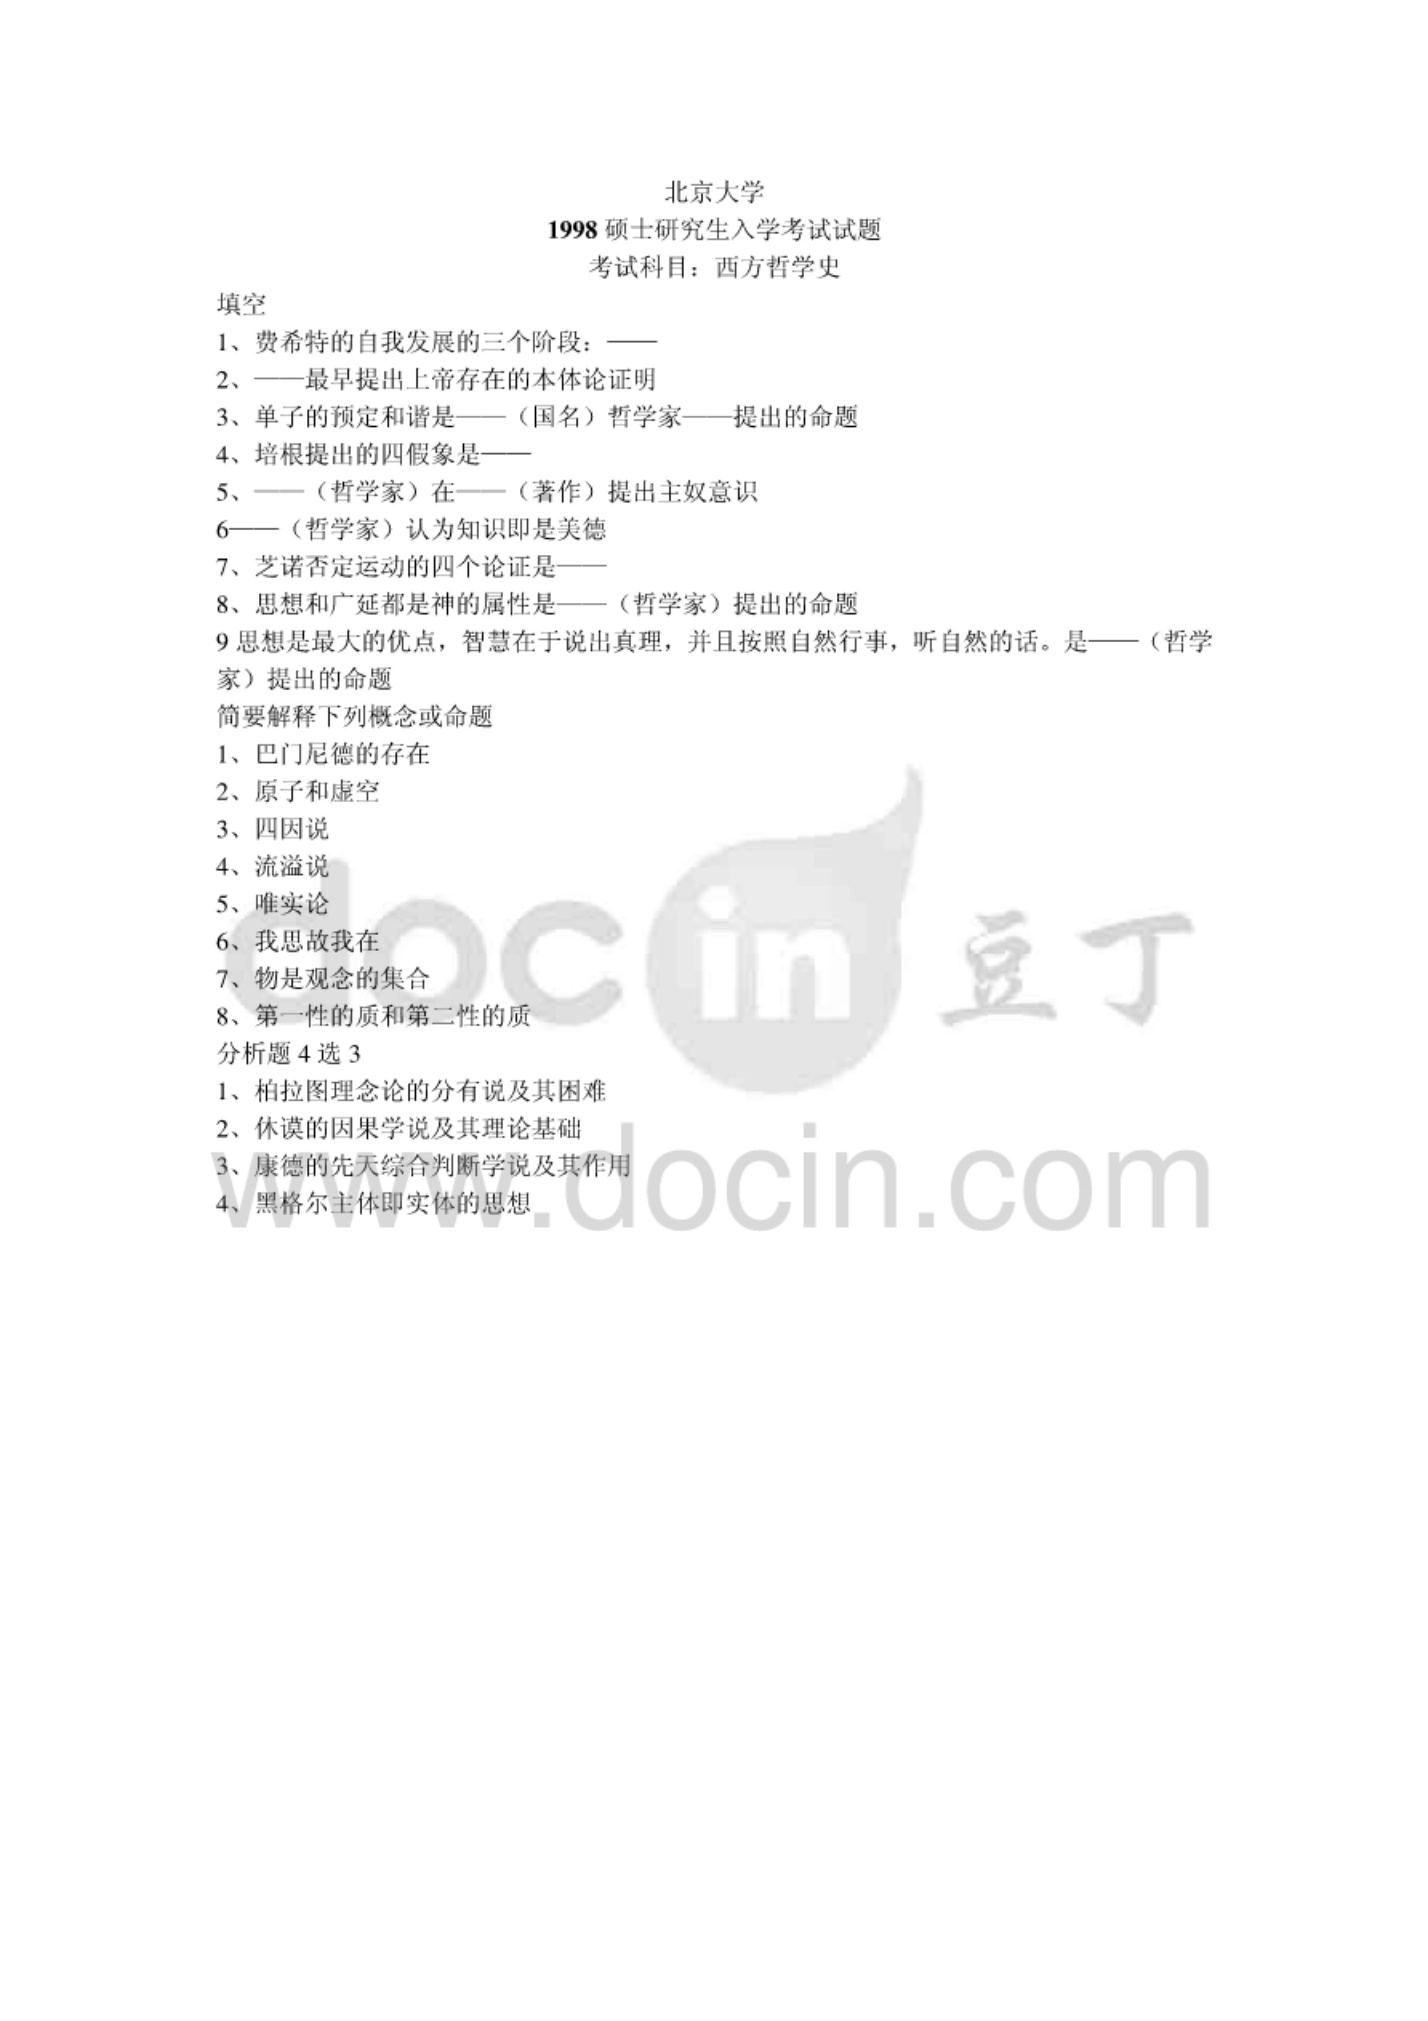 北京大学
1998 硕士研究生入学考试试题
考试科目：西方哲学史
填空
1、费希特的自我发展的三个阶段：——
2、——最早提出上帝存在的本体论证明
3、单子的预定和谐是——（国名）哲学家——提出的命题
4、培根提出的四假象是——
5、——（哲学家）在——（著作）提出主奴意识
6——（哲学家）认为知识即是美德
7、芝诺否定运动的四个论证是——
8、思想和广延都是神的属性是——（哲学家）提出的命题
9 思想是最大的优点，智慧在于说出真理，并且按照自然行事，听自然的话。是——（哲学
家）提出的命题
简要解释下列概念或命题
1、巴门尼德的存在
2、原子和虚空
3、四因说
4、流溢说
5、唯实论
6、我思故我在
7、物是观念的集合
8、第一性的质和第二性的质
分析题 4 选 3
1、柏拉图理念论的分有说及其困难
2、休谟的因果学说及其理论基础
3、康德的先天综合判断学说及其作用
4、黑格尔主体即实体的思想
docin 豆丁
www.docin.com